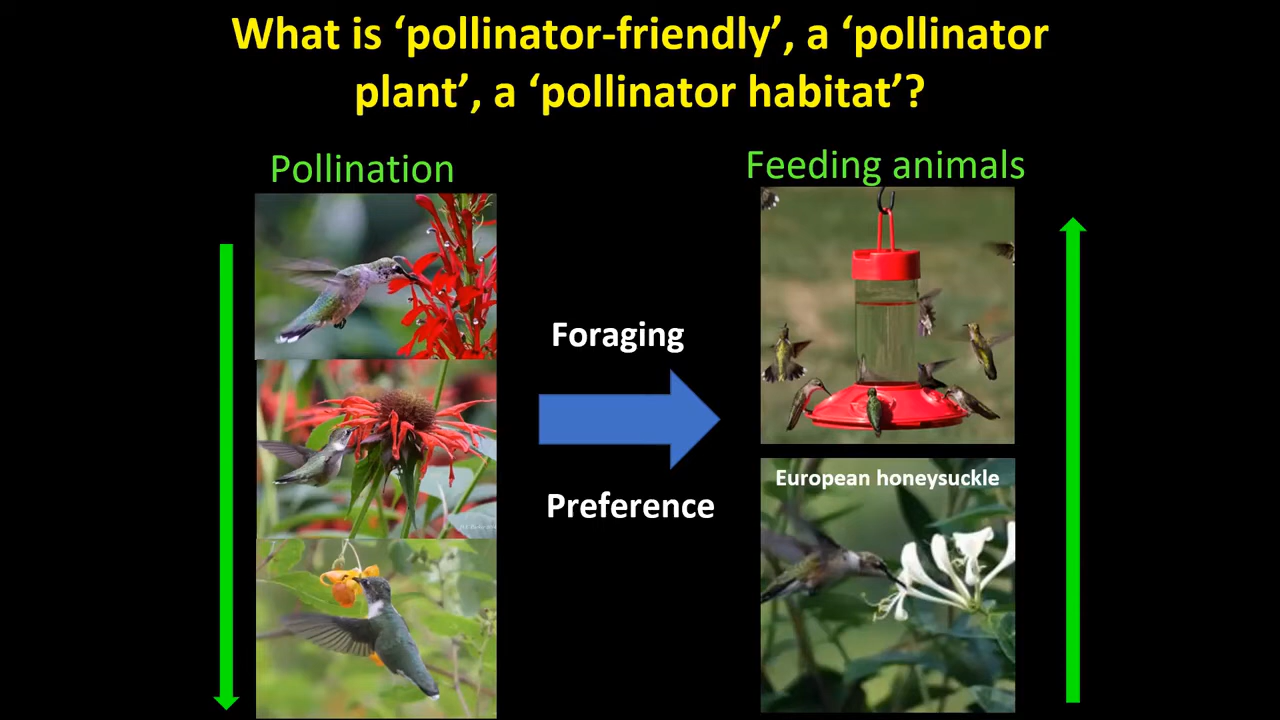 What is ‘pollinator-friendly’, a ‘pollinator
plant’, a ‘pollinator habitat’?
Pollination
Feeding animals
Foraging
Preference
European honeysuckle